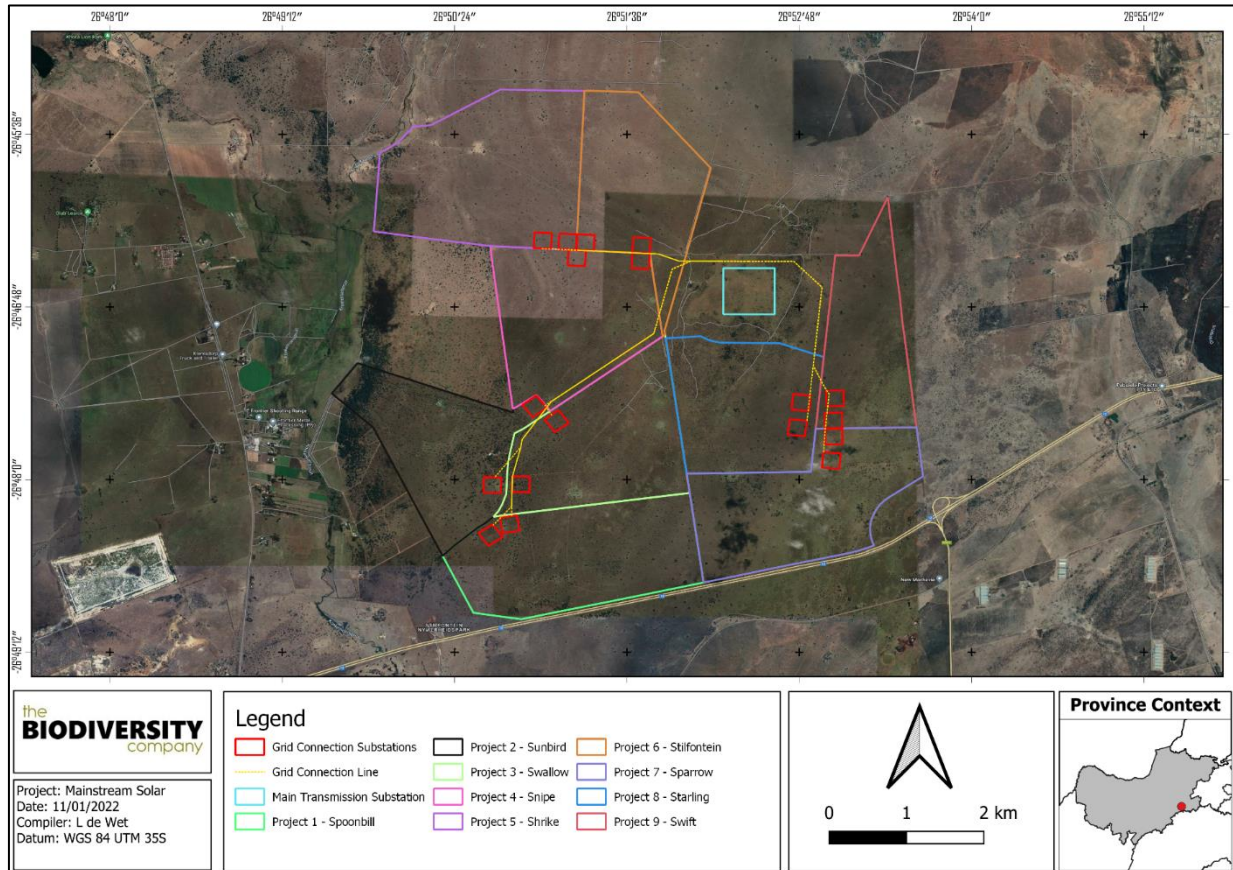 26°48'0"
26°49'12"
26°50'24"
26°51'36"
26°52'48"
26°54'0"
26°55'12"
-26°45'36"
-26°46'48"
-26°48'0"
-26°49'12"
the
BIODIVERSITY
company
Project: Mainstream Solar
Date: 11/01/2022
Compiler: L de Wet
Datum: WGS 84 UTM 35S
Legend
Grid Connection Substations
Grid Connection Line
Main Transmission Substation
Project 1 - Spoonbill
Project 2 - Sunbird
Project 3 - Swallow
Project 4 - Snipe
Project 5 - Shrike
Project 6 - Stilfontein
Project 7 - Sparrow
Project 8 - Starling
Project 9 - Swift
0 1 2 km
Province Context